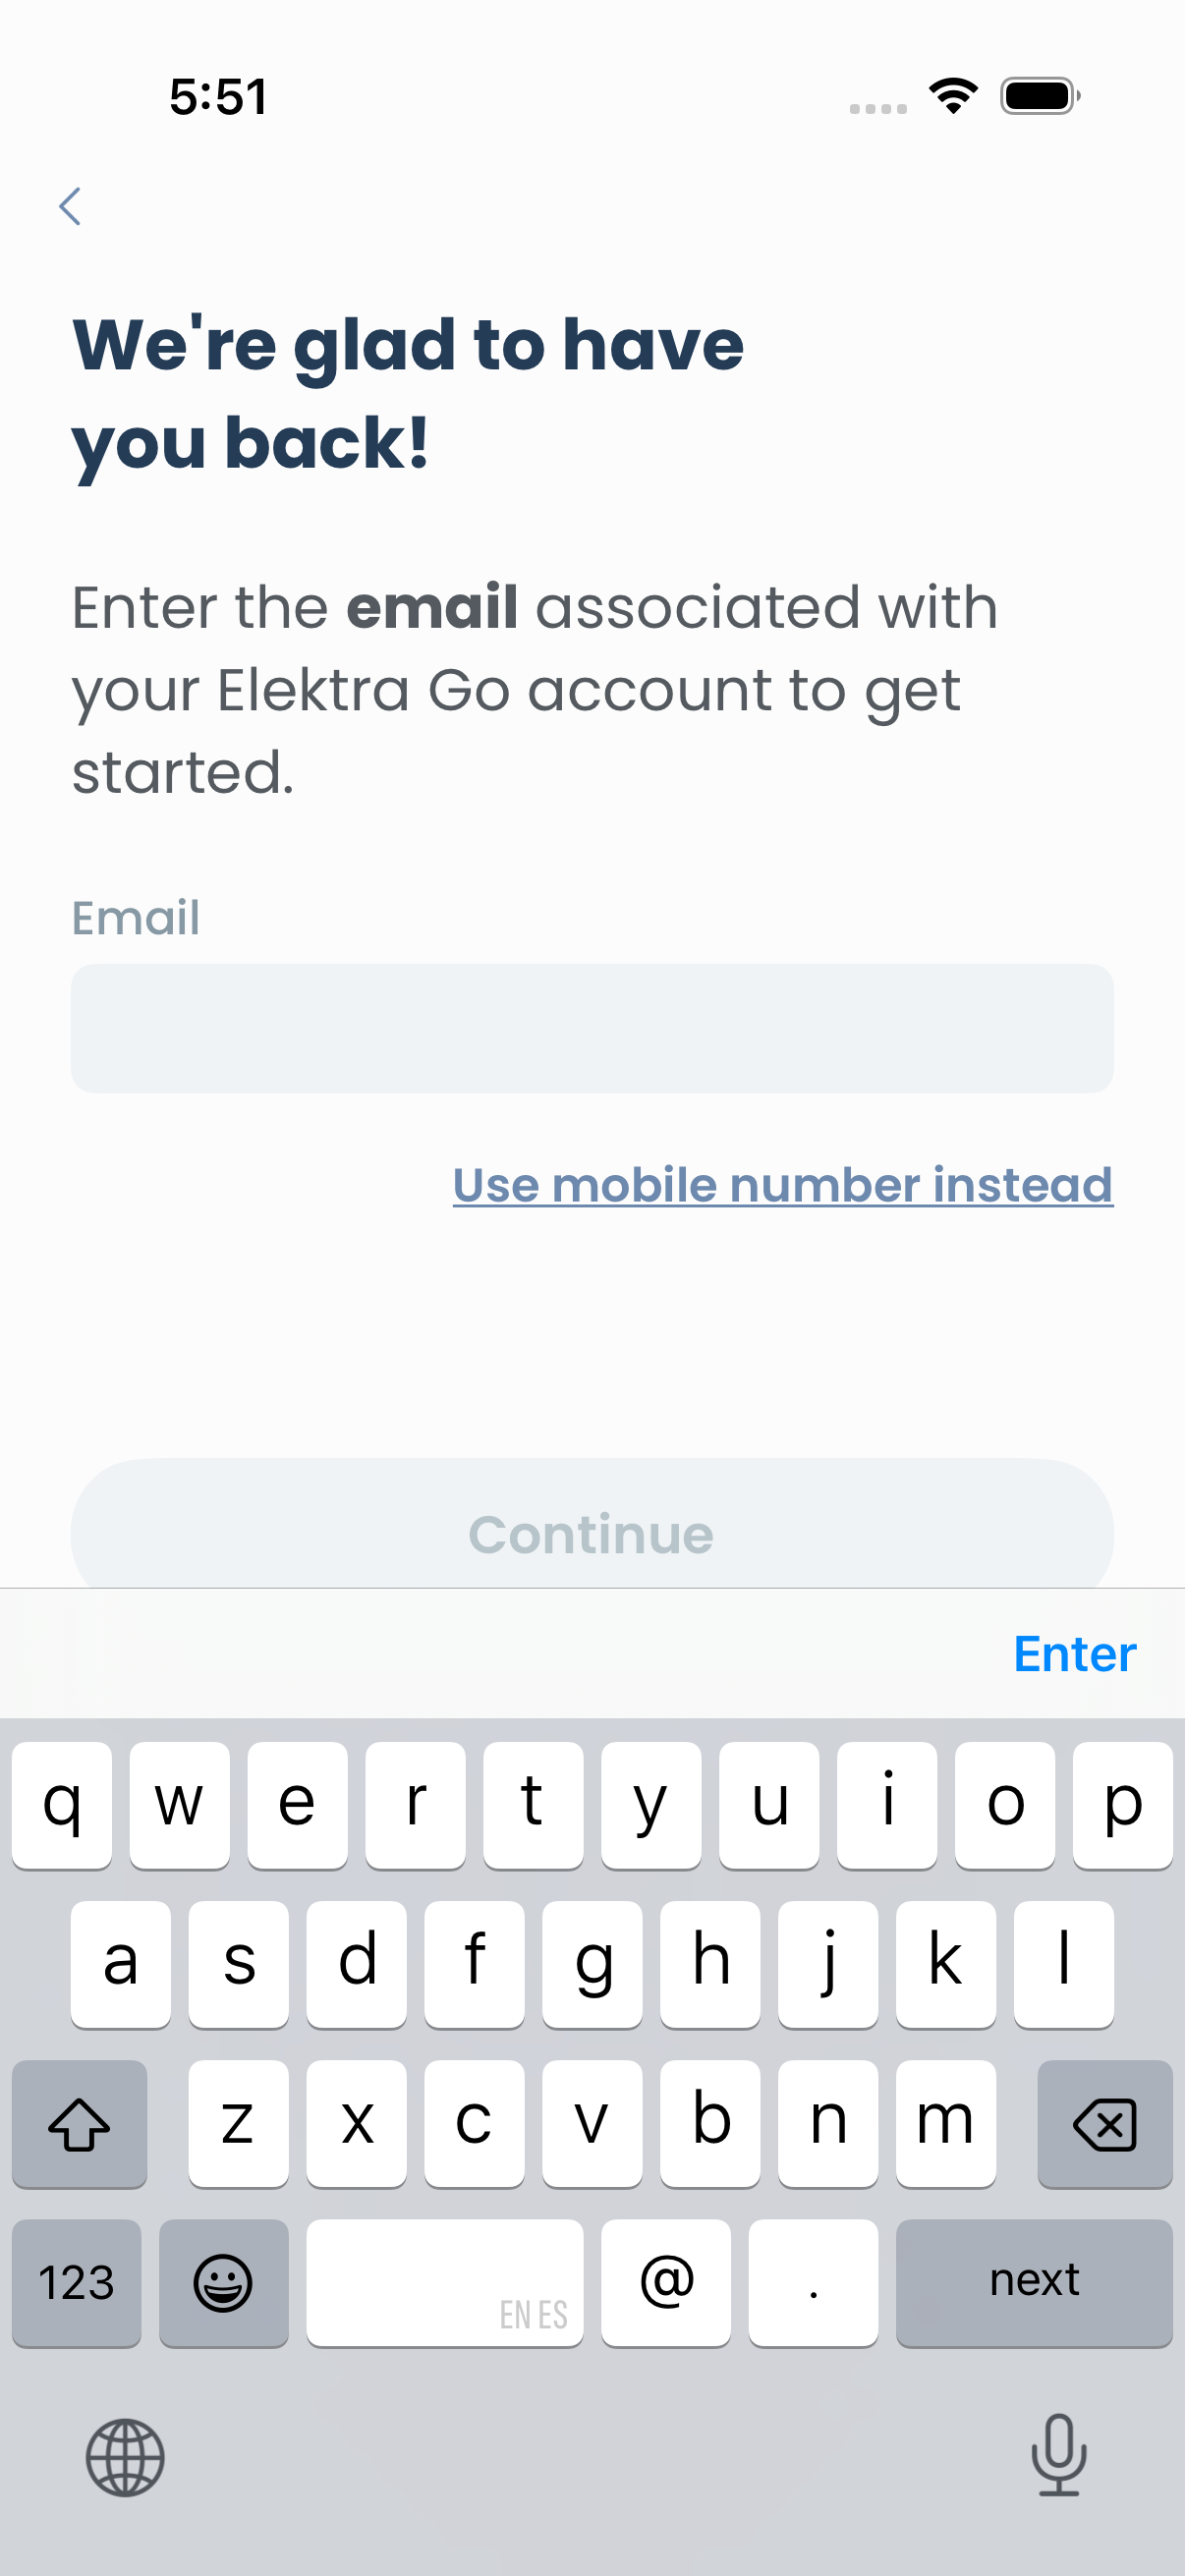 5:51
We're glad to have
you back!
Enter the email associated with
your Elektra Go account to get
started.
Email
Use mobile number instead
Continue
Enter
q w e r t y u i o p
a s d f g h j k l
z x c v b n m
123 EN ES @ . next